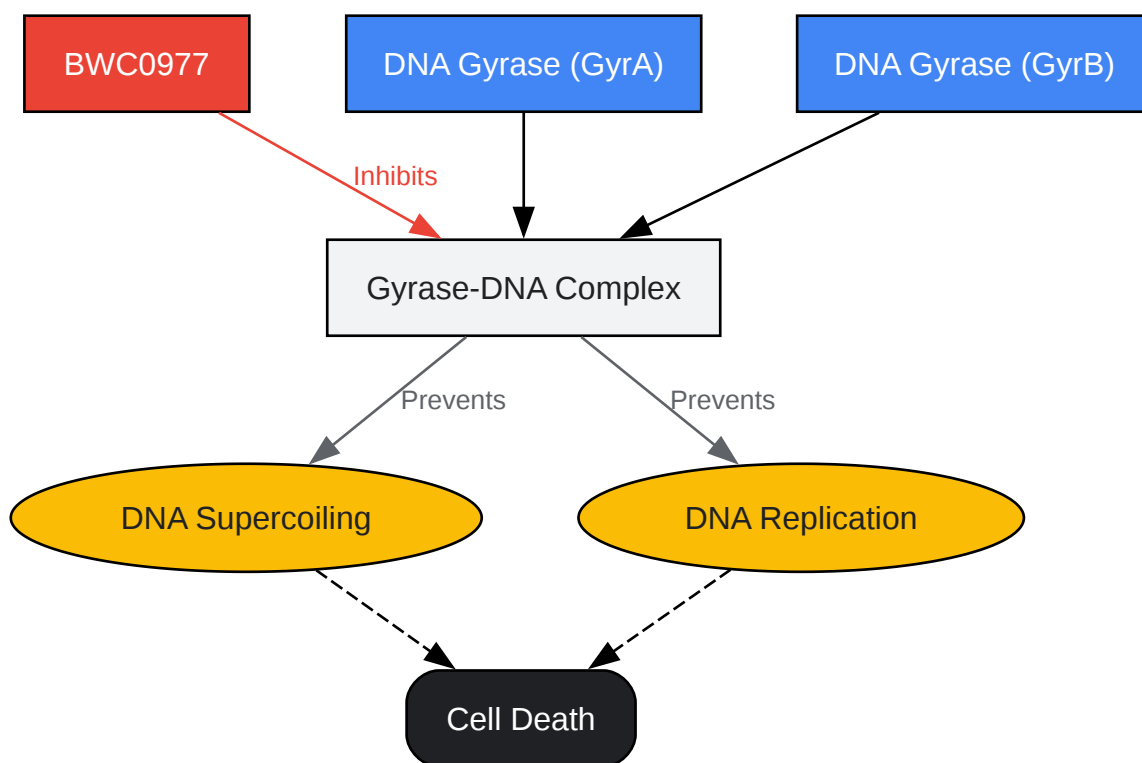 BWC0977
DNA Gyrase (GyrA)
DNA Gyrase (GyrB)
Inhibits
Gyrase-DNA Complex
Prevents
Prevents
DNA Supercoiling
DNA Replication
Cell Death